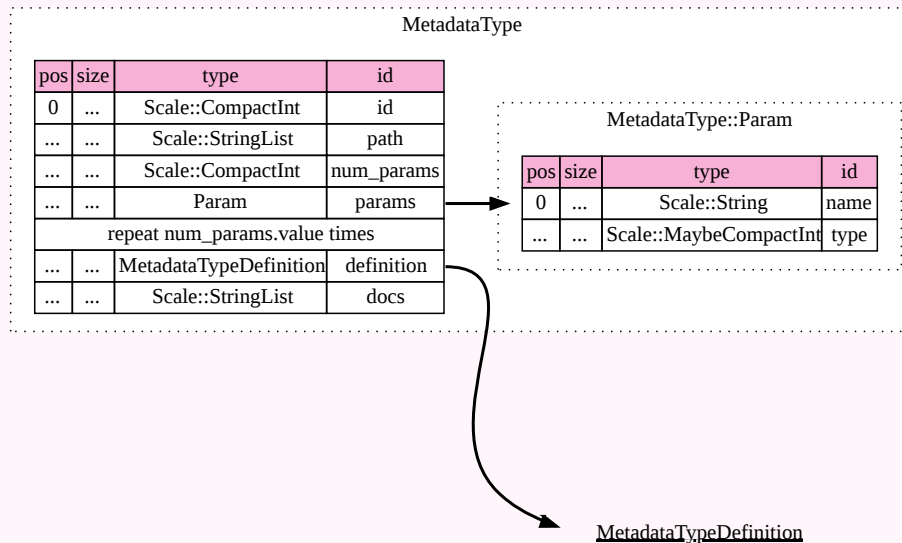 MetadataType
pos size type id
0 ... Scale::CompactInt id
... ... Scale::StringList path
... ... Scale::CompactInt num_params
... ... Param params
repeat num_params.value times
... ... MetadataTypeDefinition definition
... ... Scale::StringList docs
MetadataType::Param
pos size type id
0 ... Scale::String name
... ... Scale::MaybeCompactInt type
MetadataTypeDefinition